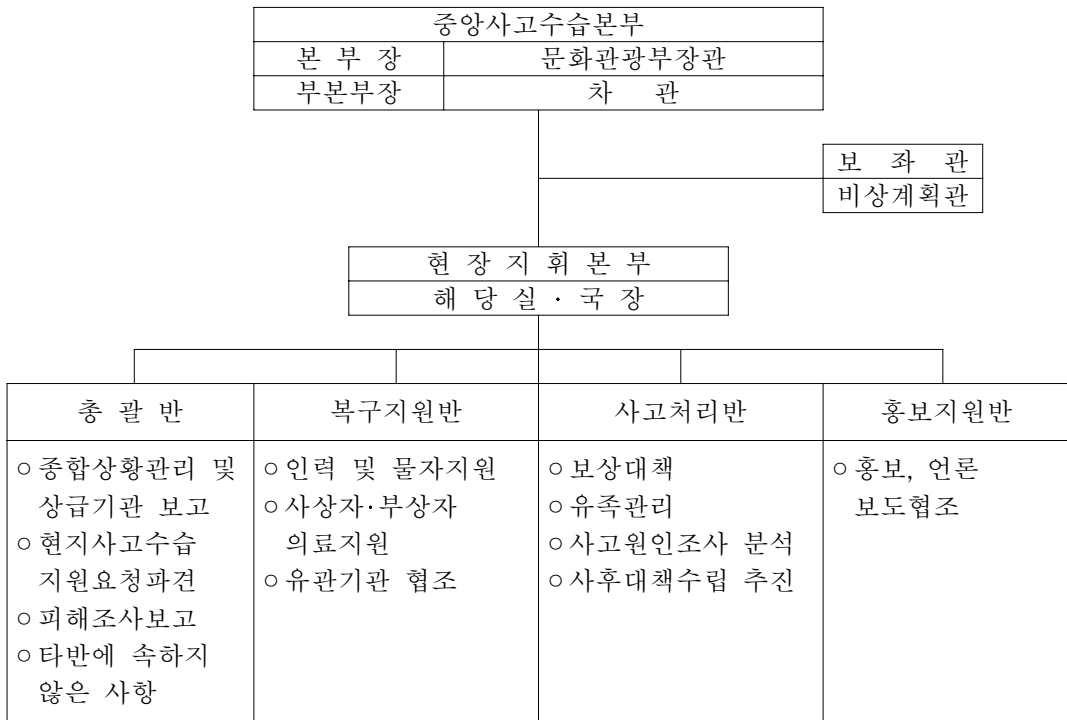 중앙사고수습본부
본 부 장 문화관광부장관
부본부장 차 관
보 좌 관
비상계획관
현 장 지 휘 본 부
해 당 실 · 국 장
총 괄 반
○ 종합상황관리 및
상급기관 보고
○ 현지사고수습
지원요청파견
○ 피해조사보고
○ 타반에 속하지
않은 사항
복구지원반
○ 인력 및 물자지원
○ 사상자·부상자
의료지원
○ 유관기관 협조
사고처리반
○ 보상대책
○ 유족관리
○ 사고원인조사 분석
○ 사후대책수립 추진
홍보지원반
○ 홍보, 언론
보도협조